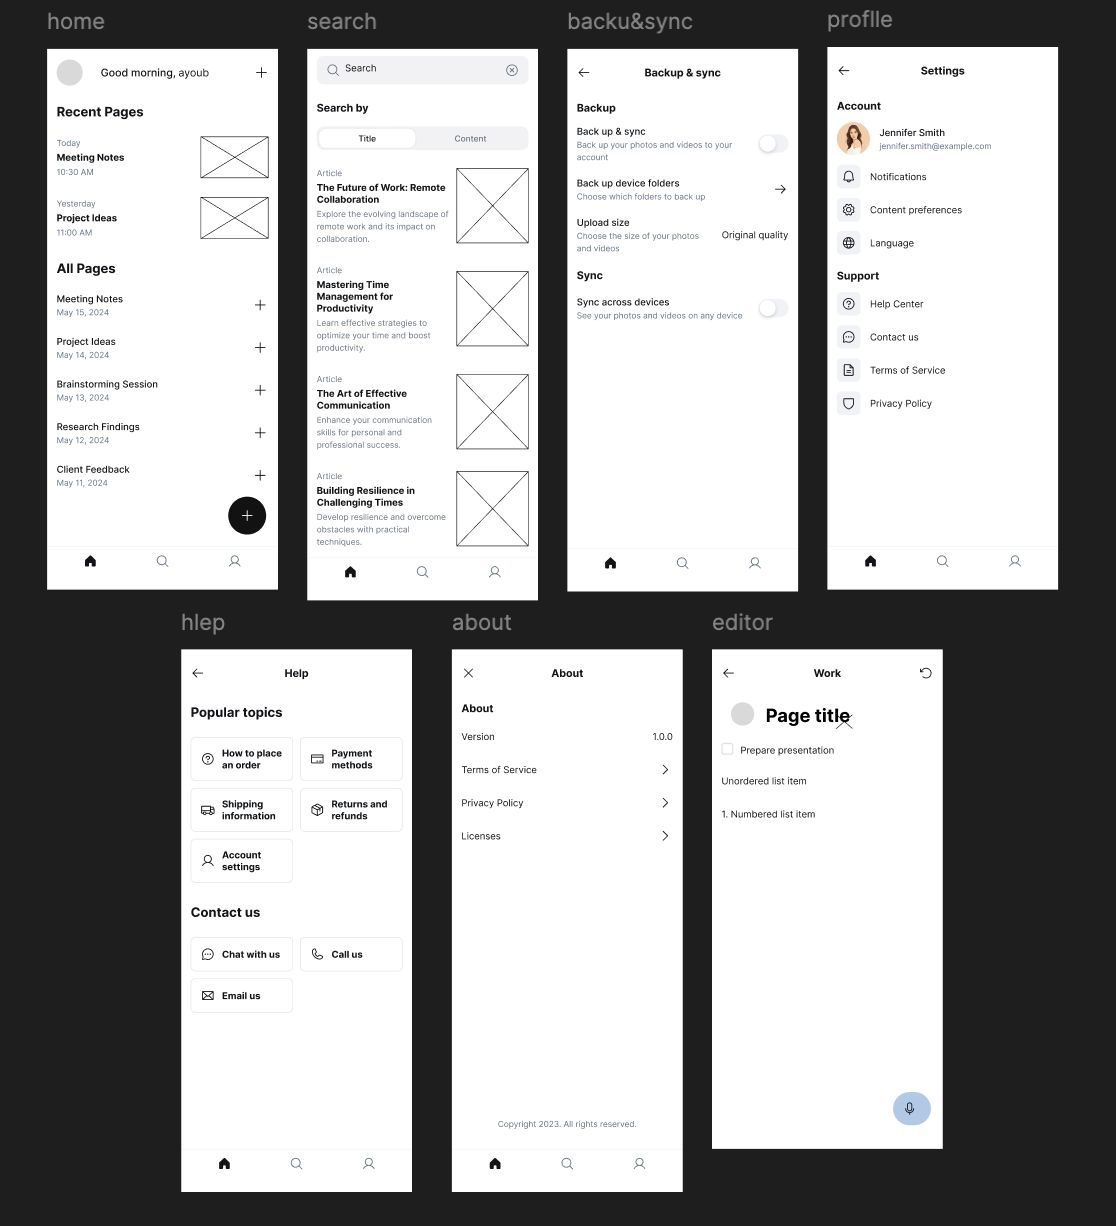 home
Good morning, ayoub
Recent Pages
Today
Meeting Notes
10:30 AM
Yesterday
Project Ideas
11:00 AM
All Pages
Meeting Notes
May 15, 2024
Project Ideas
May 14, 2024
Brainstorming Session
May 13, 2024
Research Findings
May 12, 2024
Client Feedback
May 11, 2024
search
Search
Search by
Title
Content
Article
The Future of Work: Remote
Collaboration
Explore the evolving landscape of
remote work and its impact on
collaboration.
Article
Mastering Time
Management for
Productivity
Learn effective strategies to
optimize your time and boost
productivity.
Article
The Art of Effective
Communication
Enhance your communication
skills for personal and
professional success.
Article
Building Resilience in
Challenging Times
Develop resilience and overcome
obstacles with practical
techniques.
backu&sync
Backup & sync
Backup
Back up & sync
Back up your photos and videos to your
account
Back up device folders
Choose which folders to back up
Upload size
Choose the size of your photos
and videos
Original quality
Sync
Sync across devices
See your photos and videos on any device
profile
Settings
Account
Jennifer Smith
jennifer.smith@example.com
Notifications
Content preferences
Language
Support
Help Center
Contact us
Terms of Service
Privacy Policy
hlep
Help
Popular topics
How to place
an order
Payment
methods
Shipping
information
Returns and
refunds
Account
settings
Contact us
Chat with us
Call us
Email us
about
About
About
Version
1.0.0
Terms of Service
Privacy Policy
Licenses
Copyright 2023. All rights reserved.
editor
Work
Page title
Prepare presentation
Unordered list item
1. Numbered list item